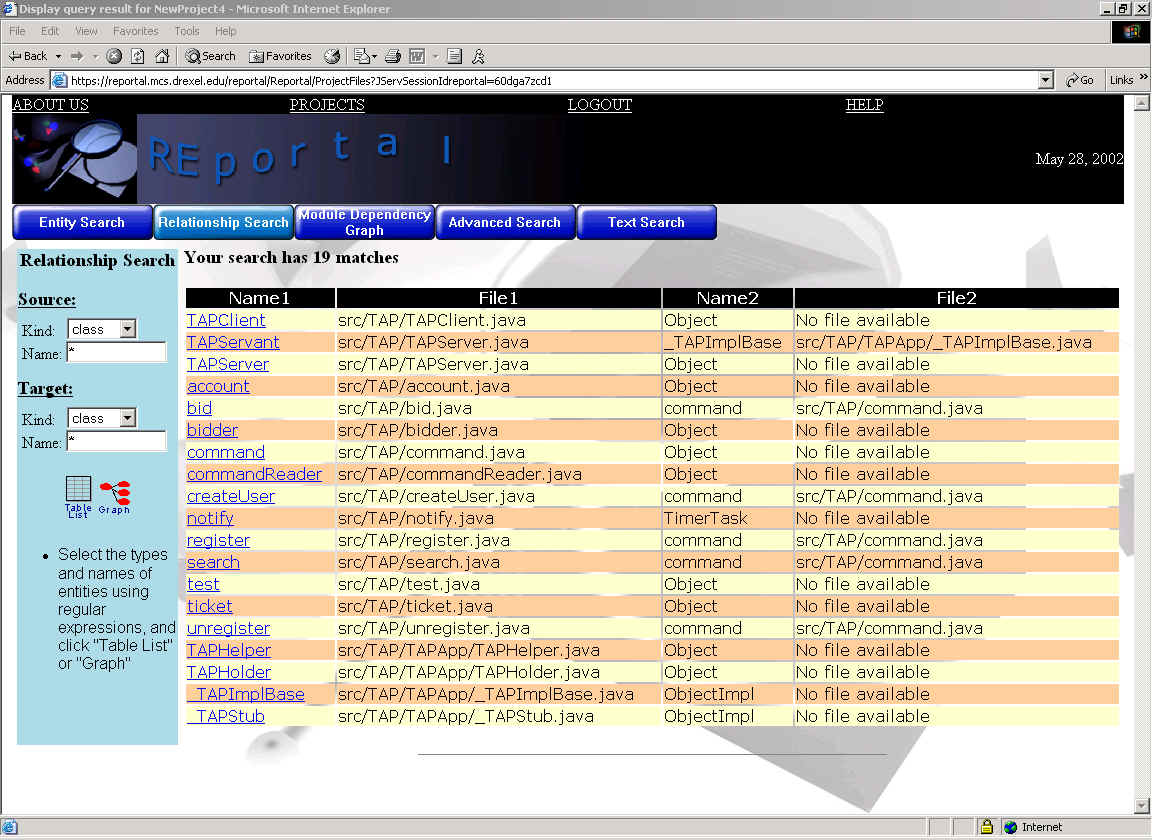 Display query result for NewProject4 - Microsoft Internet Explorer
File Edit View Favorites Tools Help
Back Search Favorites
Address https://reportal.mcs.drexel.edu/reportal/Reportal/ProjectFiles?JServSessionIdreportal=60dga7zcd1 Go Links »
ABOUT US PROJECTS LOGOUT HELP
REportal
May 28, 2002
Entity Search Relationship Search Module Dependency Graph Advanced Search Text Search
Relationship Search
Source:
Kind: class
Name: *
Target:
Kind: class
Name: *
Table List Graph
• Select the types
and names of
entities using
regular
expressions, and
click "Table List"
or "Graph"
Your search has 19 matches
Name1 File1 Name2 File2
TAPClient src/TAP/TAPClient.java Object No file available
TAPServant src/TAP/TAPServer.java _TAPImplBase src/TAP/TAPApp/_TAPImplBase.java
TAPServer src/TAP/TAPServer.java Object No file available
account src/TAP/account.java Object No file available
bid src/TAP/bid.java command src/TAP/command.java
bidder src/TAP/bidder.java Object No file available
command src/TAP/command.java Object No file available
commandReader src/TAP/commandReader.java Object No file available
createUser src/TAP/createUser.java command src/TAP/command.java
notify src/TAP/notify.java TimerTask No file available
register src/TAP/register.java command src/TAP/command.java
search src/TAP/search.java command src/TAP/command.java
test src/TAP/test.java Object No file available
ticket src/TAP/ticket.java Object No file available
unregister src/TAP/unregister.java command src/TAP/command.java
TAPHelper src/TAP/TAPApp/TAPHelper.java Object No file available
TAPHolder src/TAP/TAPApp/TAPHolder.java Object No file available
_TAPImplBase src/TAP/TAPApp/_TAPImplBase.java ObjectImpl No file available
_TAPStub src/TAP/TAPApp/_TAPStub.java ObjectImpl No file available
Internet